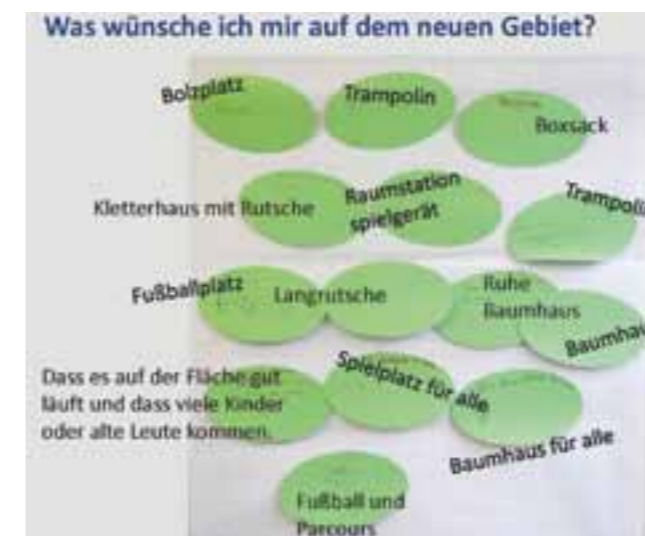 Was wünsche ich mir auf dem neuen Gebiet?
Bolzplatz
Trampolin
Boxsack
Kletterhaus mit Rutsche
Raumstation
spielgerät
Trampoli
Fußballplatz
Langrutsche
Ruhe
Baumhaus
Baumhau
Dass es auf der Fläche gut
läuft und dass viele Kinder
oder alte Leute kommen.
Spielplatz für alle
Baumhaus für alle
Fußball und
Parcours